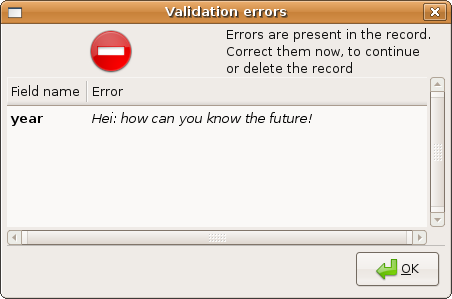 Validation errors
Errors are present in the record.
Correct them now, to continue
or delete the record
Field name Error
year Hei: how can you know the future!
OK